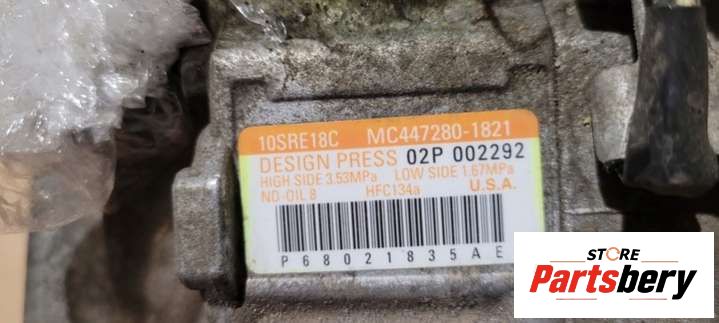 10SRE18C MC447280-1821
DESIGN PRESS 02P 002292
HIGH SIDE 3.53MPa LOW SIDE 1.67MPa
ND-OIL 8 HFC134a U.S.A.
P68021835AE
STORE
Partsbery